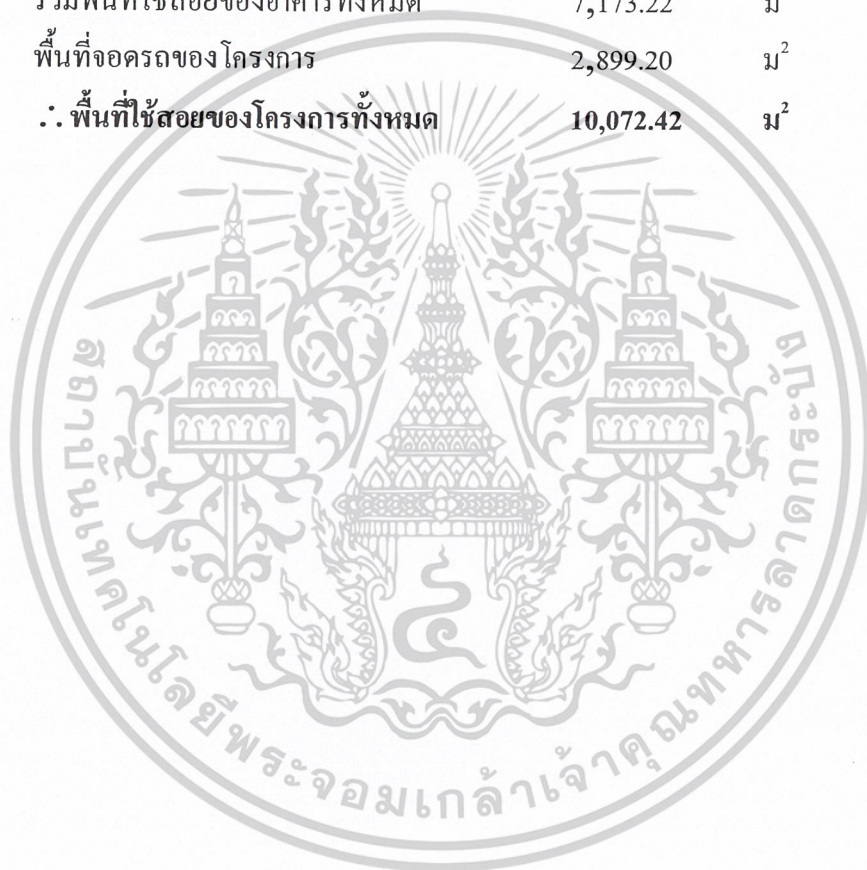 รวมพื้นที่ใช้สอยของอาคารทั้งหมด 7,173.22 ม²
พื้นที่จอดรถของโครงการ 2,899.20 ม²
∴ พื้นที่ใช้สอยของโครงการทั้งหมด 10,072.42 ม²
๔
สถาบันเทคโนโลยีพระจอมเกล้าเจ้าคุณทหารลาดกระบัง